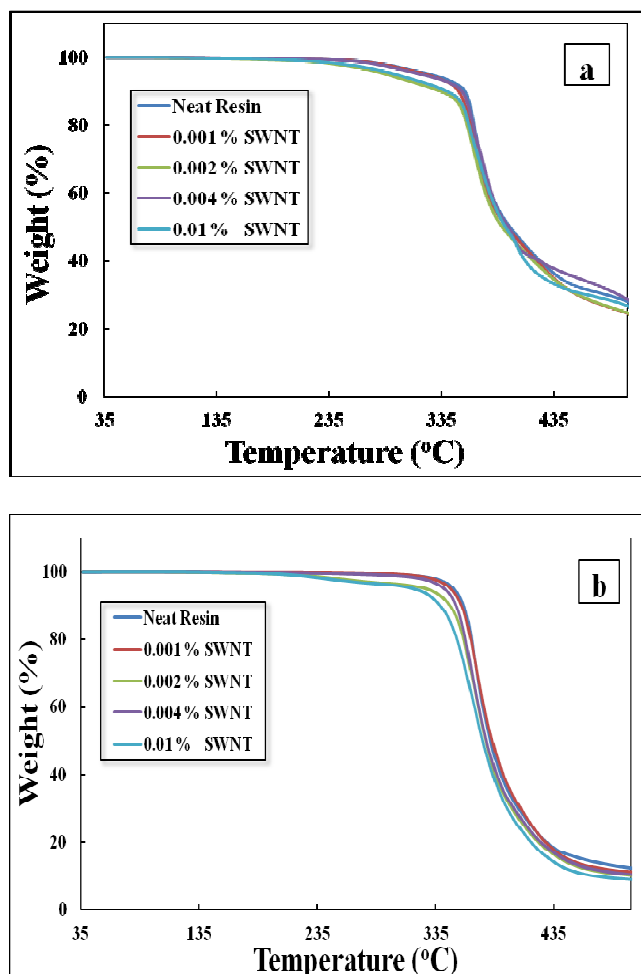 a
100
80
60
40
20
0
Weight (%)
Neat Resin
0.001% SWNT
0.002% SWNT
0.004% SWNT
0.01% SWNT
35 135 235 335 435
Temperature (°C)
b
100
80
60
40
20
0
Weight (%)
Neat Resin
0.001% SWNT
0.002% SWNT
0.004% SWNT
0.01% SWNT
35 135 235 335 435
Temperature (°C)